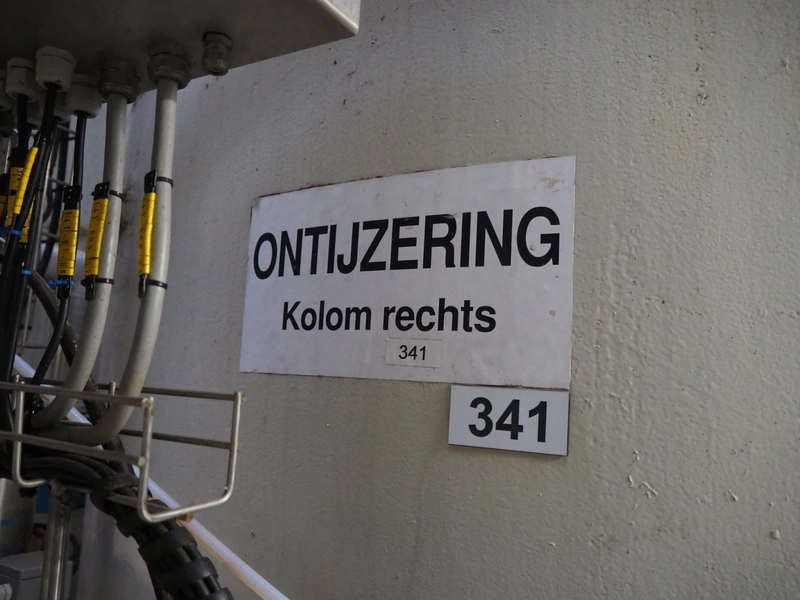 ONTIJZERING
Kolom rechts
341
341